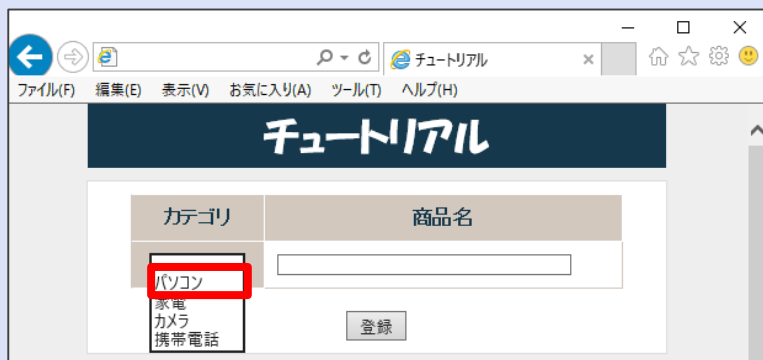 チュートリアル
ファイル(F) 編集(E) 表示(V) お気に入り(A) ツール(T) ヘルプ(H)
チュートリアル
カテゴリ 商品名
パソコン
家電
カメラ
携帯電話
登録